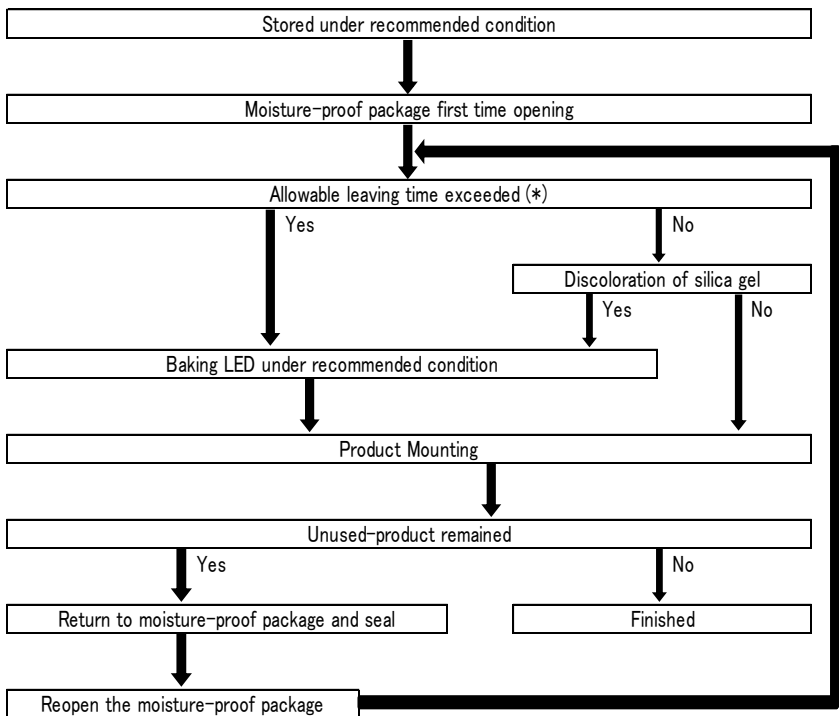 Stored under recommended condition
Moisture-proof package first time opening
Allowable leaving time exceeded (*)
Yes
No
Discoloration of silica gel
Yes
No
Baking LED under recommended condition
Product Mounting
Unused-product remained
Yes
No
Return to moisture-proof package and seal
Finished
Reopen the moisture-proof package